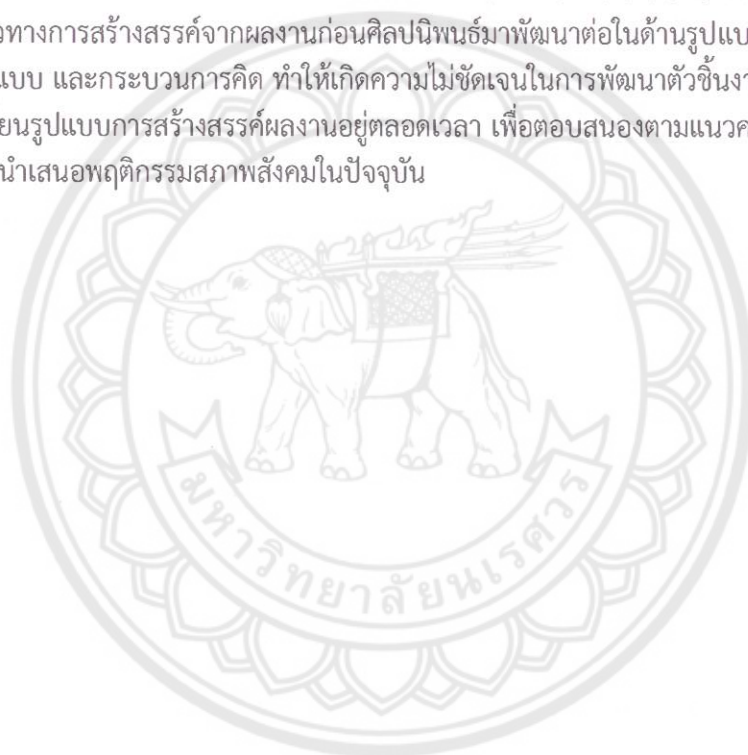 วทางการสร้างสรรค์จากผลงานก่อนศิลปนิพนธ์มาพัฒนาต่อในด้านรูปแบ
แบบ และกระบวนการคิด ทำให้เกิดความไม่ชัดเจนในการพัฒนาตัวชิ้นงา
ยนรูปแบบการสร้างสรรค์ผลงานอยู่ตลอดเวลา เพื่อตอบสนองตามแนวค
นำเสนอพฤติกรรมสภาพสังคมในปัจจุบัน
มหาวิทยาลัยนเรศวร